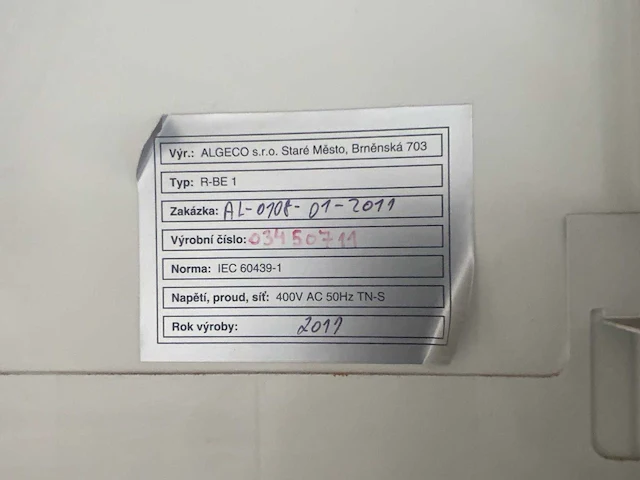 Výr.: ALGECO s.r.o. Staré Město, Brněnská 703
Typ: R-BE 1
Zakázka: AL-0108-01-2011
Výrobní číslo: 03450711
Norma: IEC 60439-1
Napětí, proud, síť: 400V AC 50Hz TN-S
Rok výroby: 2011